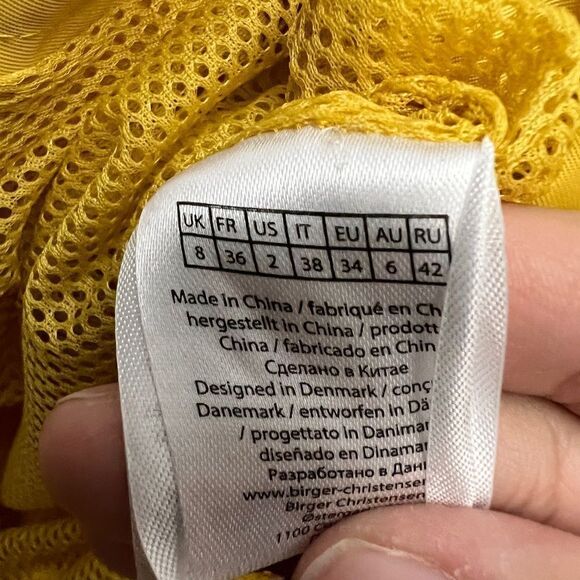 UK FR US IT EU AU RU
8 36 2 38 34 6 42
Made in China / fabriqué en Ch
hergestellt in China / prodott
China / fabricado en Chin
Сделано в Китае
Designed in Denmark / conç
Danemark / entworfen in Dä
/ progettato in Danimar
diseñado en Dinamar
Разработано в Дани
www.birger-christensen
Birger Christensen
1100